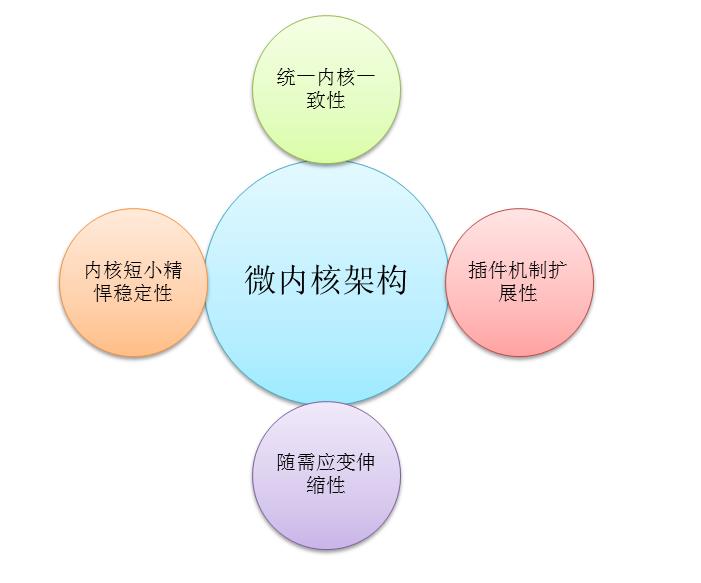 统一内核一
致性
内核短小精
悍稳定性
微内核架构
插件机制扩
展性
随需应变伸
缩性